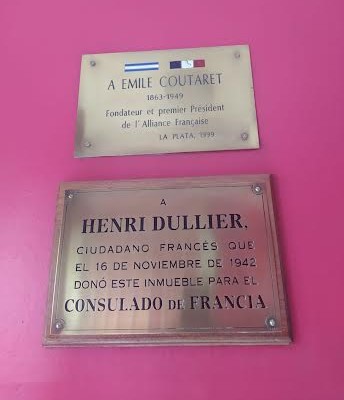 A EMILE COUTARET
1863-1949
Fondateur et premier Président
de l'Alliance Française
LA PLATA, 1999
A
HENRI DULLIER,
CIUDADANO FRANCÉS QUE
EL 16 DE NOVIEMBRE DE 1942
DONÓ ESTE INMUEBLE PARA EL
CONSULADO DE FRANCIA